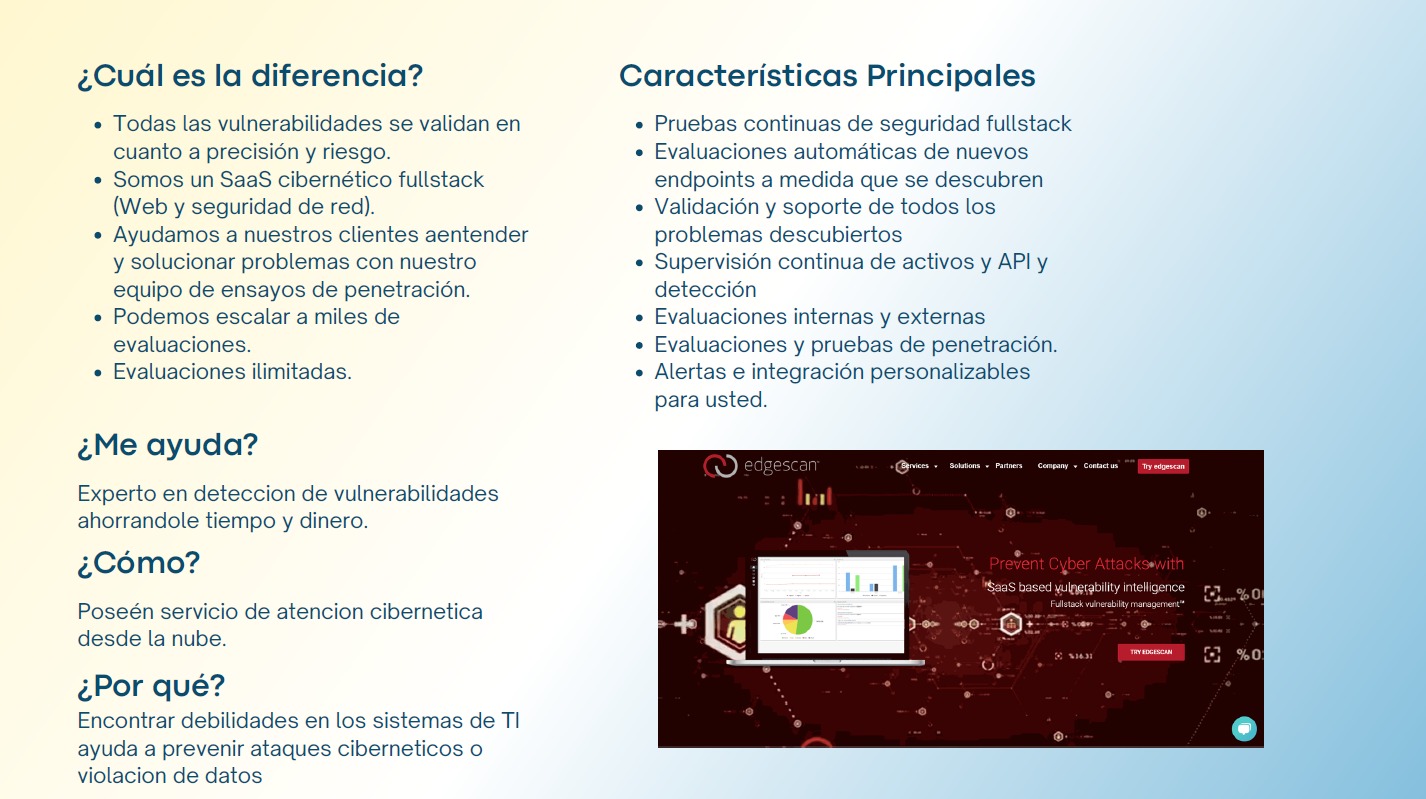 ¿Cuál es la diferencia?
Todas las vulnerabilidades se validan en
cuanto a precisión y riesgo.
Somos un SaaS cibernético fullstack
(Web y seguridad de red).
Ayudamos a nuestros clientes aentender
y solucionar problemas con nuestro
equipo de ensayos de penetración.
Podemos escalar a miles de
evaluaciones.
Evaluaciones ilimitadas.
¿Me ayuda?
Experto en deteccion de vulnerabilidades
ahorrandole tiempo y dinero.
¿Cómo?
Poseén servicio de atencion cibernetica
desde la nube.
¿Por qué?
Encontrar debilidades en los sistemas de TI
ayuda a prevenir ataques ciberneticos o
violacion de datos
Características Principales
Pruebas continuas de seguridad fullstack
Evaluaciones automáticas de nuevos
endpoints a medida que se descubren
Validación y soporte de todos los
problemas descubiertos
Supervisión continua de activos y API y
detección
Evaluaciones internas y externas
Evaluaciones y pruebas de penetración.
Alertas e integración personalizables
para usted.
edgescan Services Solutions Partners Company Contact us Try edgescan
Prevent Cyber Attacks with
SaaS based vulnerability intelligence
Fullstack vulnerability management™
TRY EDGESCAN
%16.31